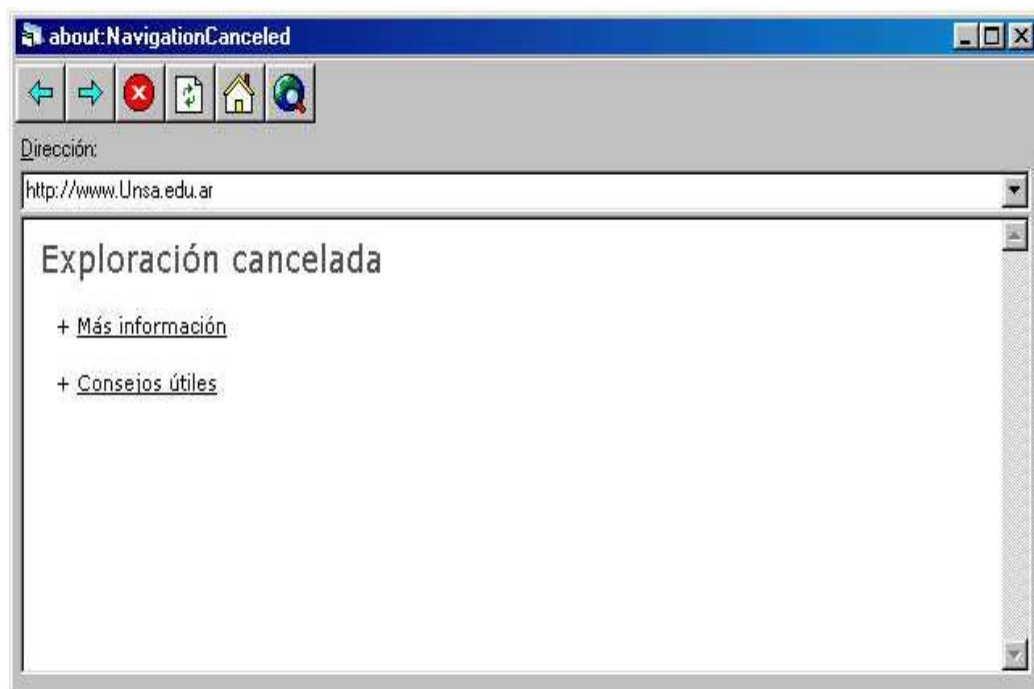 about:NavigationCanceled
Dirección:
http://www.Unsa.edu.ar
Exploración cancelada
+ Más información
+ Consejos útiles